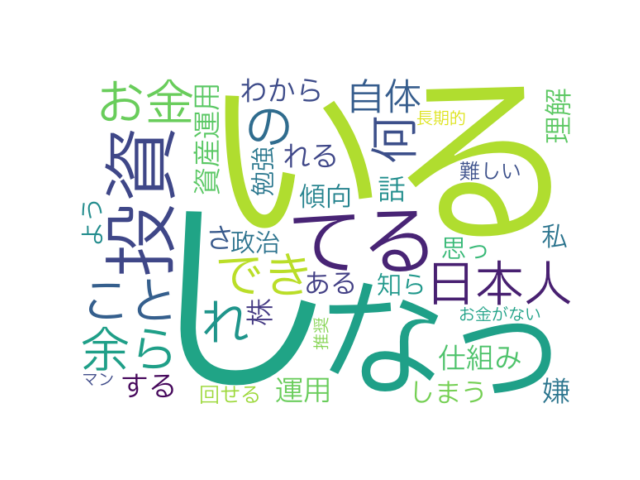 お金
わから
自体
長期的
理解
いる
る
資産運用
の
何
投資
勉強
れる
難しい
傾向
話
よう
さ
政治
てる
思っ
私
こと
でき
ある
知ら
日本人
しなっ
れ
株
お金がない
余ら
推奨
仕組み
マン
する
回せる
運用
しまう
嫌